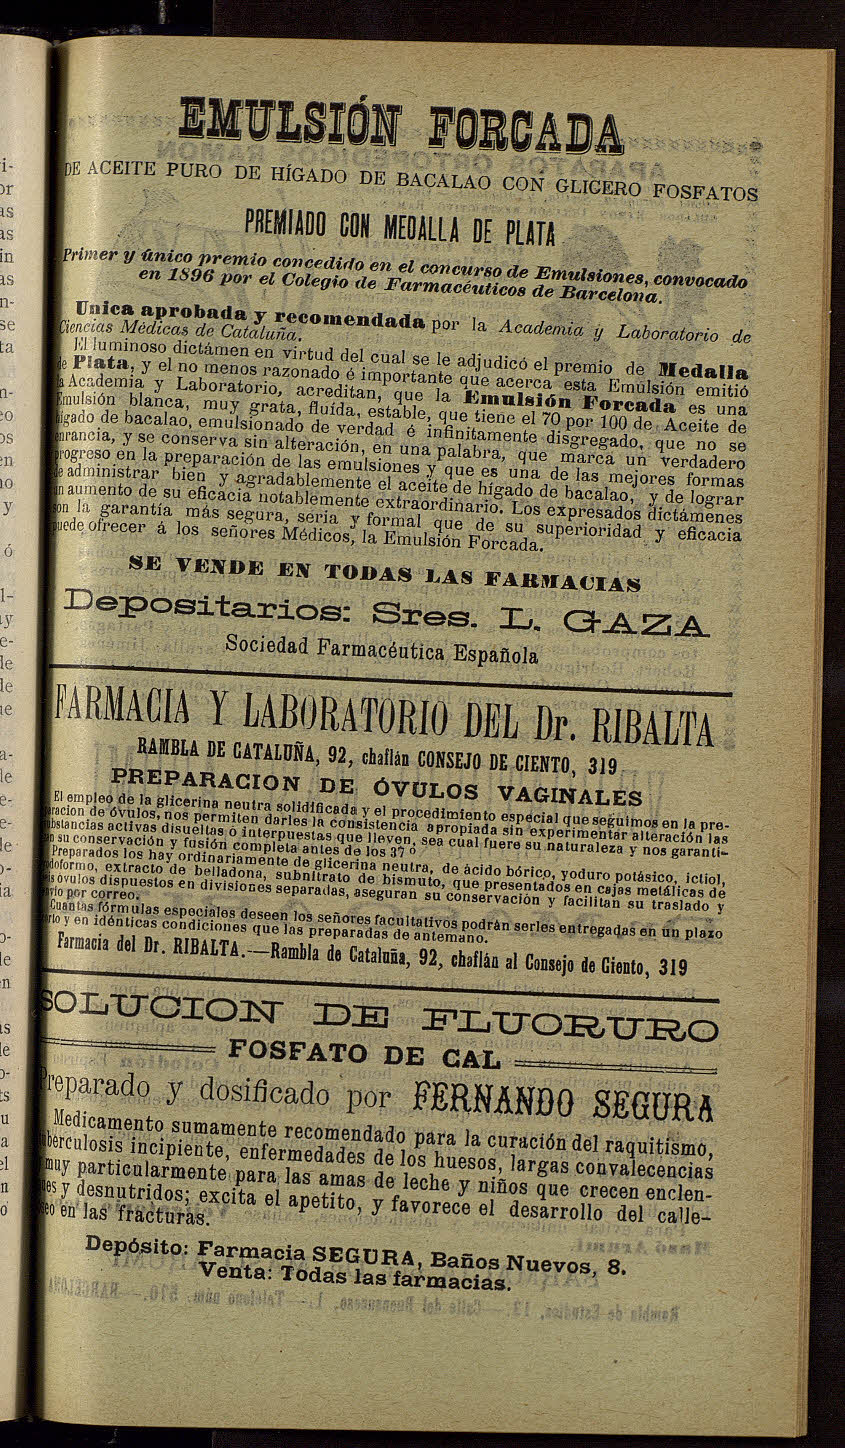 EMULSIÓN FORCADA
DE ACEITE PURO DE HÍGADO DE BACALAO CON GLICERO FOSFATOS
PREMIADO CON MEDALLA DE PLATA
Primer y único premio concedido en el concurso de Emulsiones, convocado
en 1896 por el Colegio de Farmacéuticos de Barcelona.
Unica aprobada y recomendada por la Academia y Laboratorio de
Ciencias Médicas de Cataluña.
El luminoso dictámen en virtud del cual se le adjudicó el premio de Medalla
de Plata, y el no menos razonado é importante que acerca esta Emulsión emitió
la Academia y Laboratorio, acreditan, que la Emulsión Forcada es una
Emulsión blanca, muy grata, fluída, estable, que tiene el 70 por 100 de Aceite de
hígado de bacalao, emulsionado de verdad é infinitamente disgregado, que no se
enrancia, y se conserva sin alteración, en una palabra, que marca un verdadero
progreso en la preparación de las emulsiones y que es una de las mejores formas
de administrar bien y agradablemente el aceite de hígado de bacalao, y de lograr
un aumento de su eficacia notablemente extraordinario. Los expresados dictámenes
son la garantía más segura, séria y formal que de su superioridad y eficacia
puede ofrecer á los señores Médicos, la Emulsión Forcada.
SE VENDE EN TODAS LAS FARMACIAS
Depositarios: Sres. L. GAZA
Sociedad Farmacéutica Española
FARMACIA Y LABORATORIO DEL Dr. RIBALTA
RAMBLA DE CATALUÑA, 92, chaflán CONSEJO DE CIENTO, 319
PREPARACION DE ÓVULOS VAGINALES
El empleo de la glicerina neutra solidificada y el procedimiento especial que seguimos en la pre-
paración de óvulos, nos permiten darles la consistencia apropiada sin experimentar alteración las
substancias activas disueltas ó interpuestas que lleven, sea cual fuere su naturaleza y nos garanti-
zan su conservación y fusión completa antes de los 37 º
Preparados los hay ordinariamente de glicerina neutra, de ácido bórico, yoduro potásico, ictiol,
iodoformo, extracto de belladona, subnitrato de bismuto, que presentados en cajas metálicas de
óvulos dispuestos en divisiones separadas, aseguran su conservación y facilitan su traslado y
envío por correo.
Cuantas fórmulas especiales deseen los señores facultativos podrán serles entregadas en un plazo
corto y en idénticas condiciones que las preparadas de antemano.
Farmacia del Dr. RIBALTA.—Rambla de Cataluña, 92, chaflán al Consejo de Ciento, 319
SOLUCION DE FLUORURO
FOSFATO DE CAL
Preparado y dosificado por FERNANDO SEGURA
Medicamento sumamente recomendado para la curación del raquitismo,
tuberculosis incipiente, enfermedades de los huesos, largas convalecencias
y muy particularmente para las amas de leche y niños que crecen enclen-
ques y desnutridos; excita el apetito, y favorece el desarrollo del calle-
seo en las fracturas.
Depósito: Farmacia SEGURA, Baños Nuevos, 8.
Venta: Todas las farmacias.